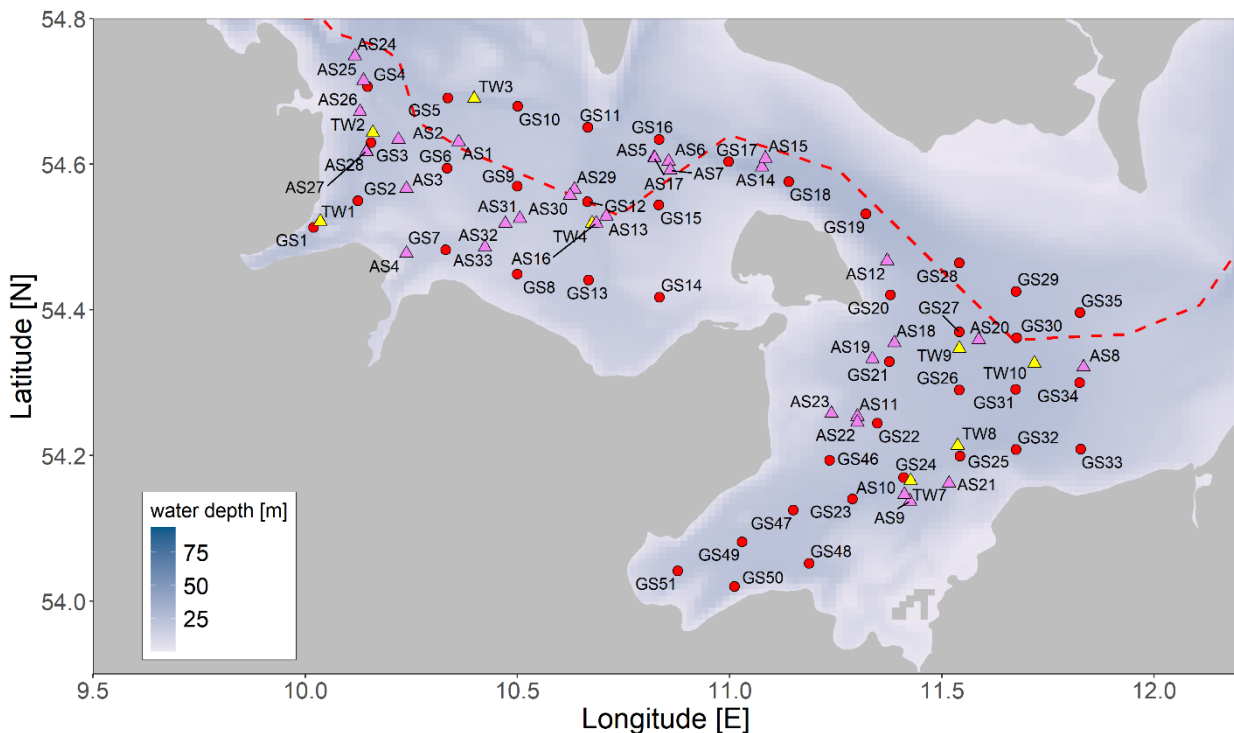 54.8
AS24
AS25
GS4
TW3
AS26
GS5
GS10
TW2
GS11
GS16
AS2
AS6
GS17
AS15
54.6
GS3
GS6
AS1
AS5
AS28
GS9
AS29
AS7
AS14
AS27
GS2
AS3
AS17
GS18
TW1
AS31
AS30
GS12
GS15
GS1
GS7
TW4
AS13
GS19
AS4
AS32
AS33
AS16
AS12
GS28
GS8
GS13
GS14
GS29
54.4
GS20
GS27
GS35
AS18
AS20
GS30
AS19
TW9
AS8
GS21
GS26
TW10
GS34
AS23
AS11
GS31
AS22
GS22
TW8
GS32
54.2
GS46
GS24
GS25
GS33
AS10
TW7
AS21
GS47
GS23
AS9
GS49
GS48
GS51
GS50
54.0
water depth [m]
75
50
25
9.5
10.0
10.5
11.0
11.5
12.0
Longitude [E]
Latitude [N]